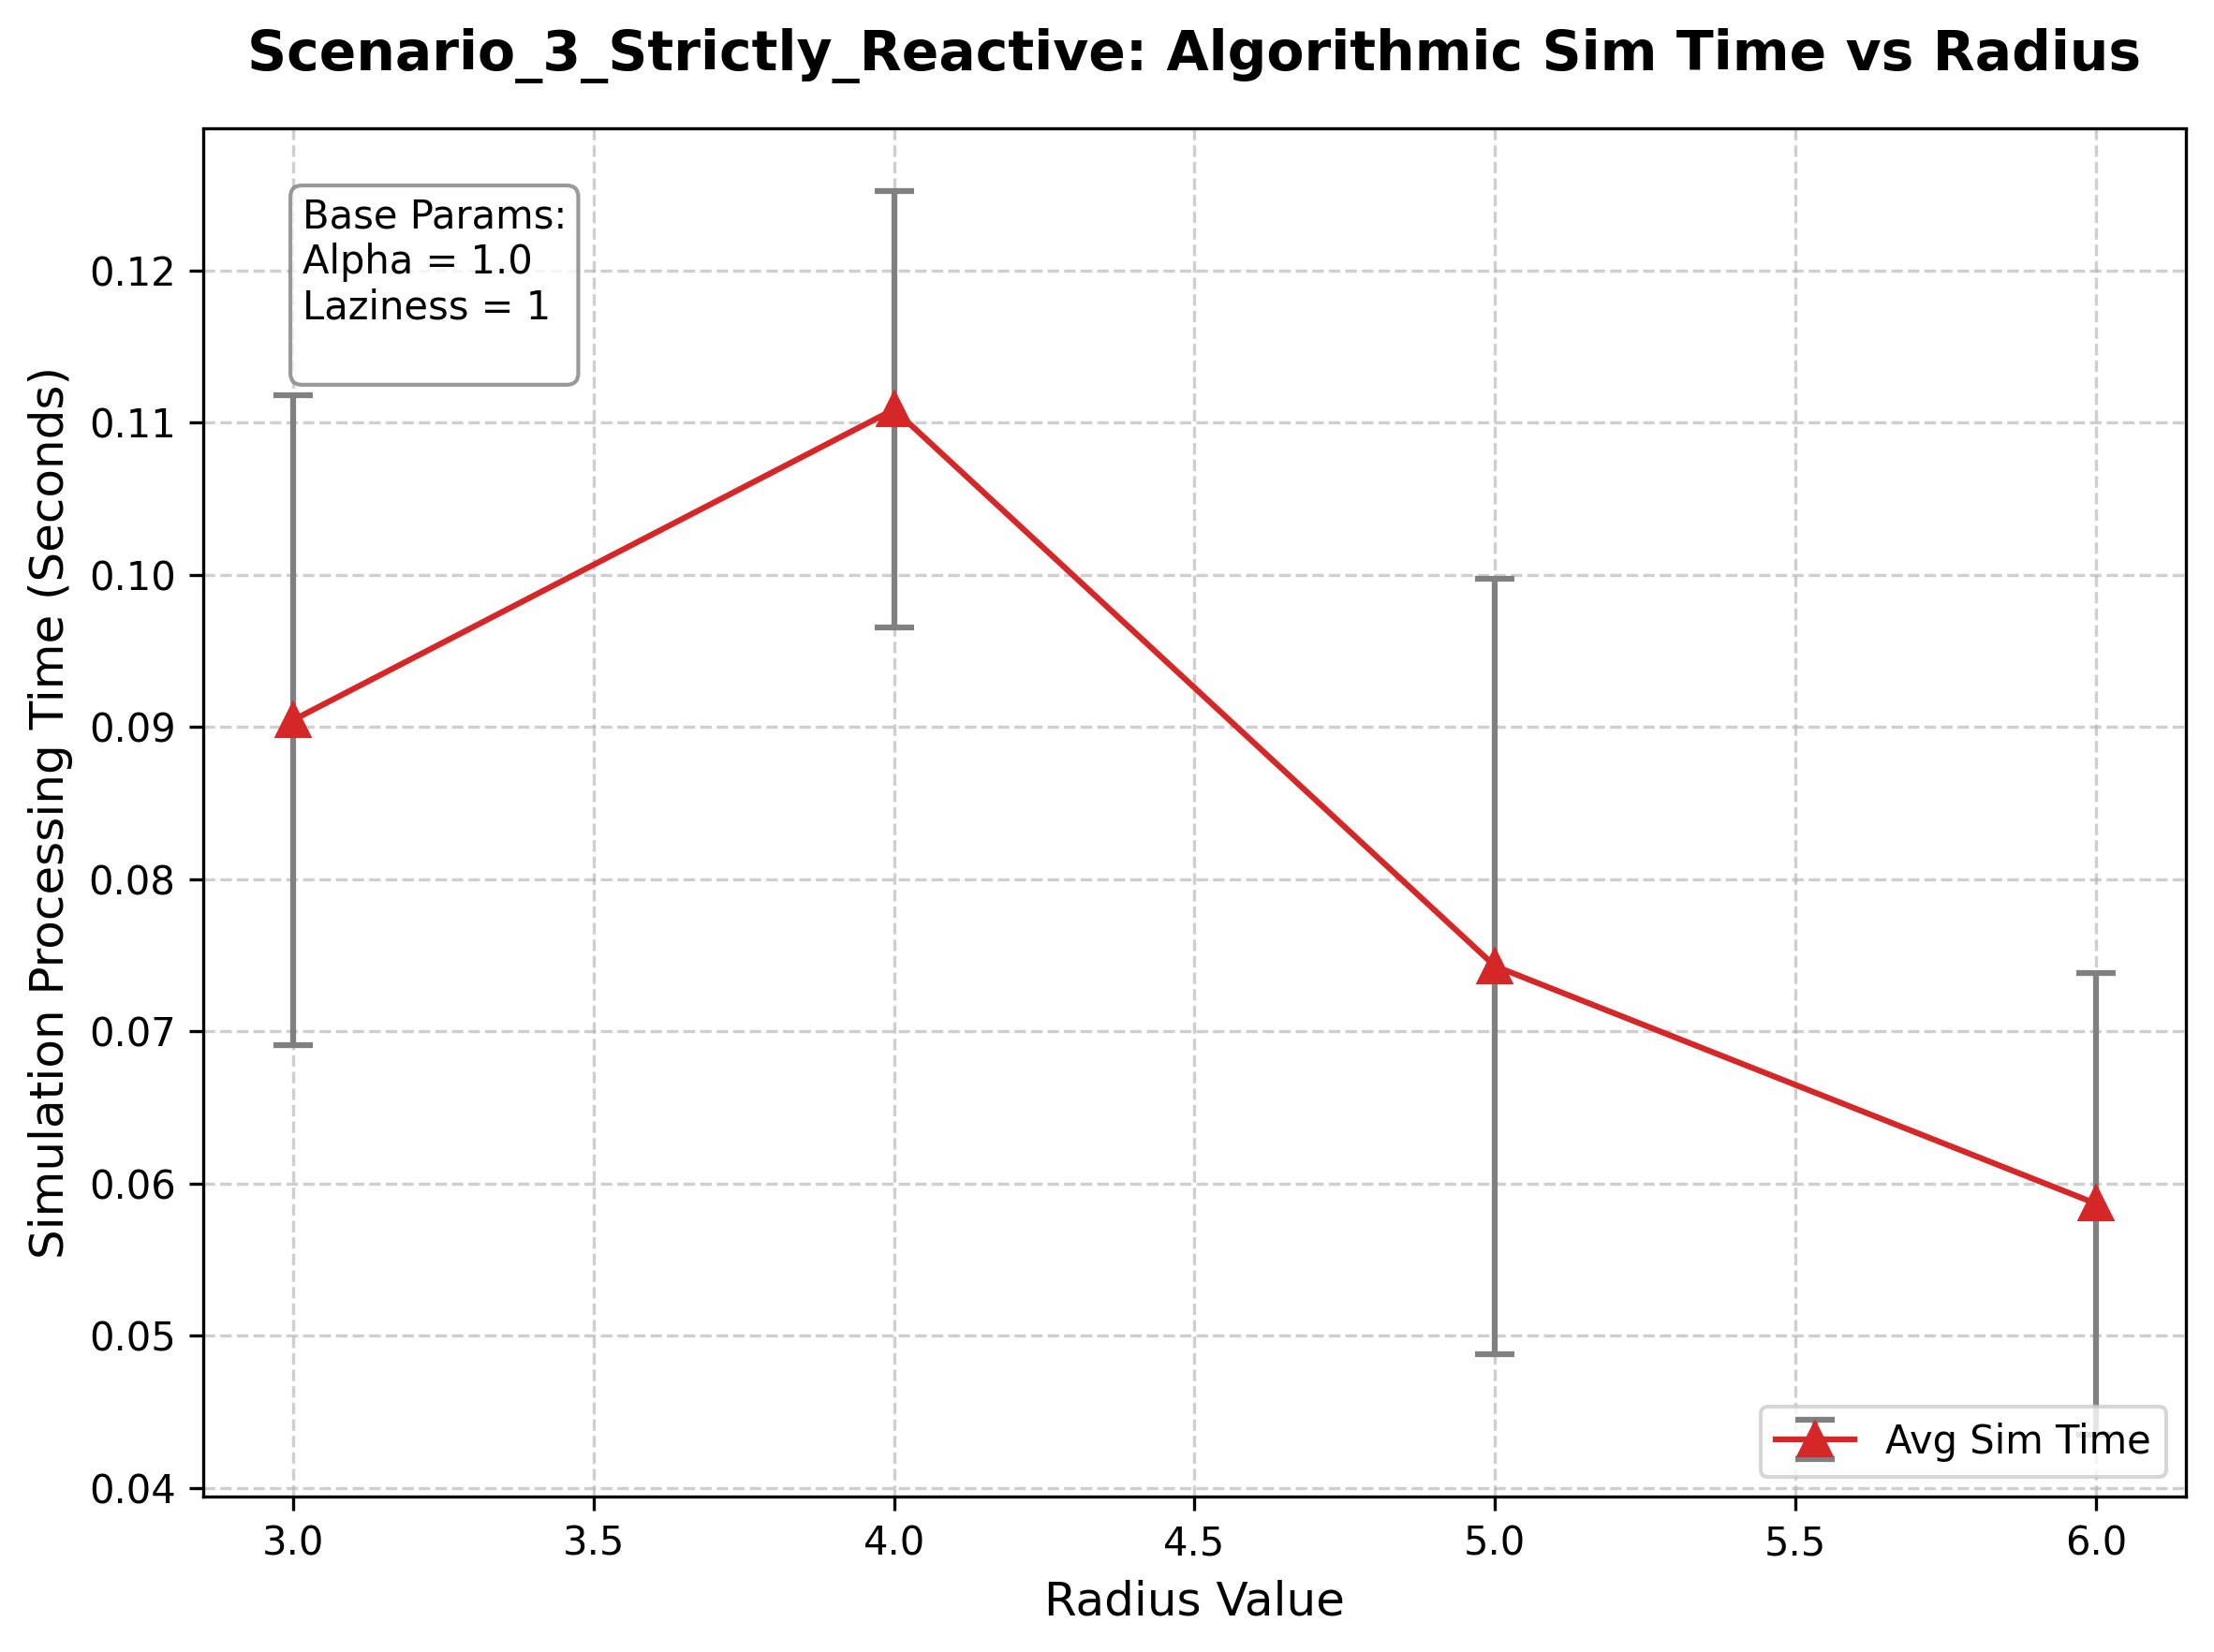 Scenario_3_Strictly_Reactive: Algorithmic Sim Time vs Radius
Simulation Processing Time (Seconds)
0.12
0.11
0.10
0.09
0.08
0.07
0.06
0.05
0.04
Base Params:
Alpha = 1.0
Laziness = 1
Avg Sim Time
3.0
3.5
4.0
4.5
5.0
5.5
6.0
Radius Value